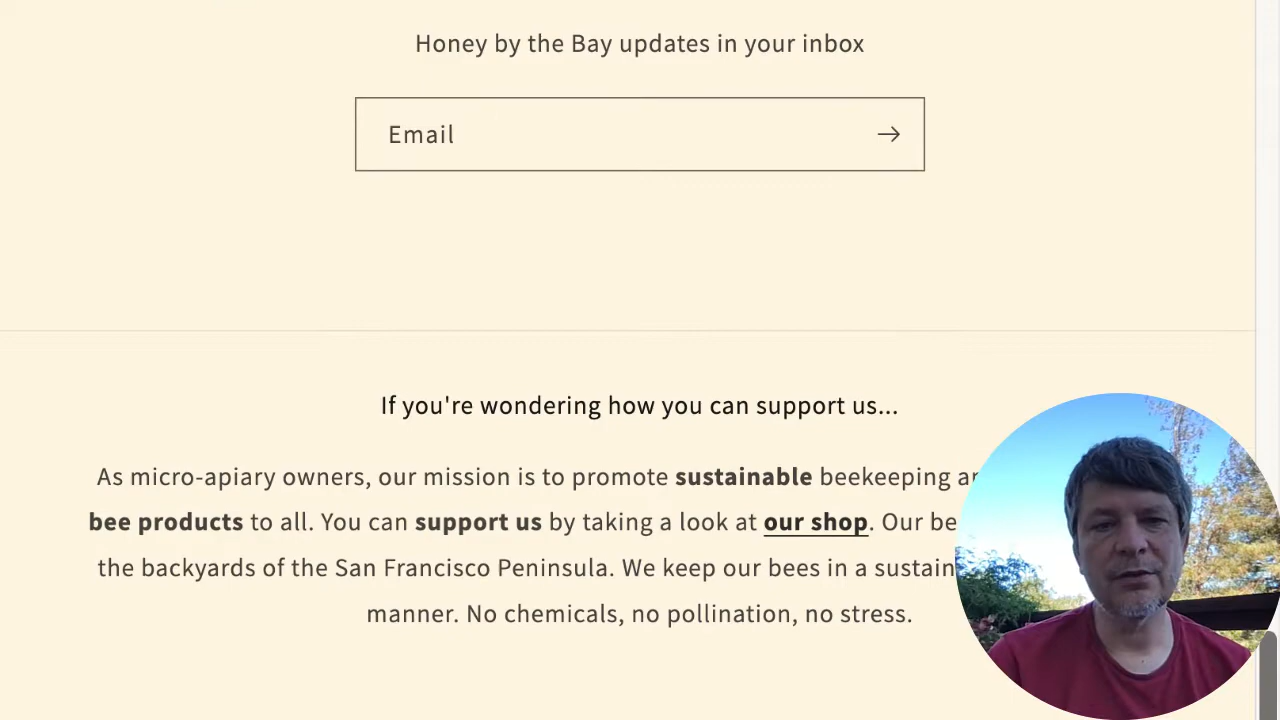 Honey by the Bay updates in your inbox
Email
If you're wondering how you can support us...
As micro-apiary owners, our mission is to promote sustainable beekeeping
bee products to all. You can support us by taking a look at our shop. Our
the backyards of the San Francisco Peninsula. We keep our bees in a
manner. No chemicals, no pollination, no stress.